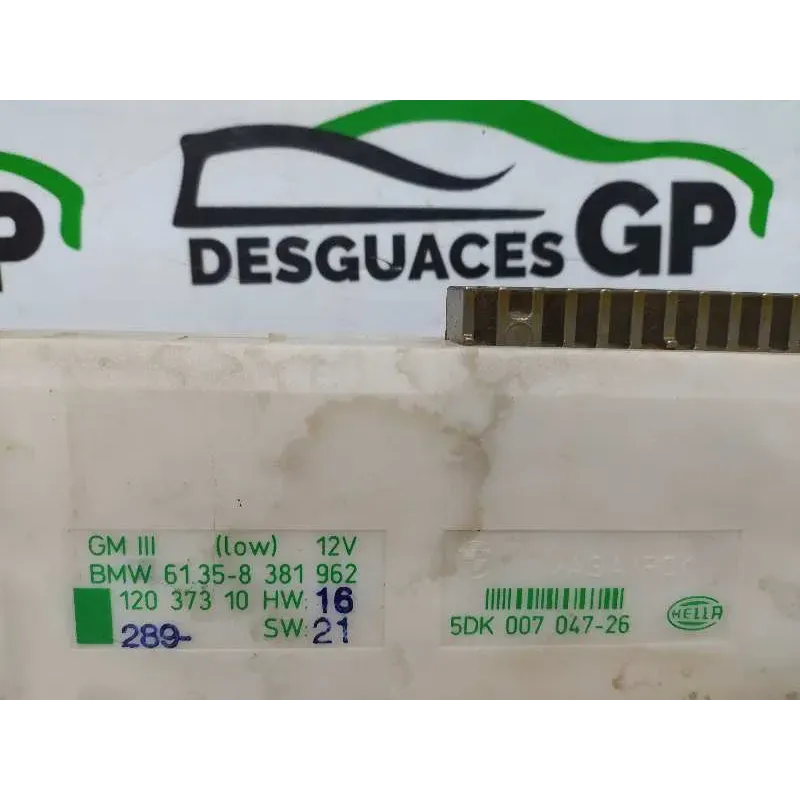 DESGUACES GP
P
GM III (low) 12V
BMW 61.35-8 381 962
120 373 10 HW: 16
289- SW: 21
5DK 007 047-26
HELLA